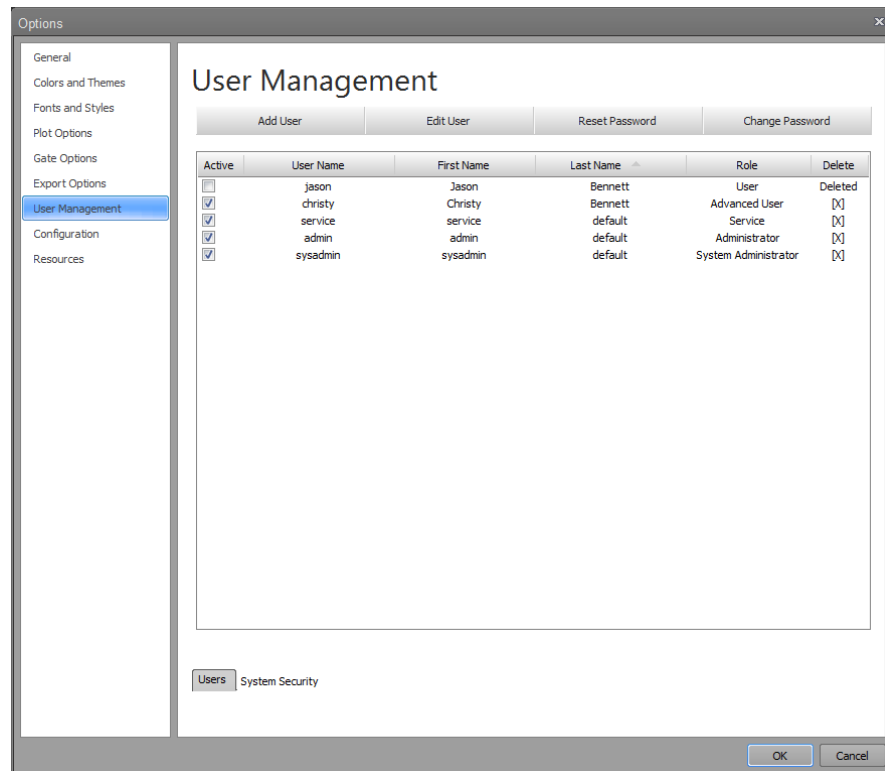 Options
General
Colors and Themes
Fonts and Styles
Plot Options
Gate Options
Export Options
User Management
Configuration
Resources
User Management
Add User Edit User Reset Password Change Password
Active User Name First Name Last Name Role Delete
jason Jason Bennett User Deleted
christy Christy Bennett Advanced User [X]
service service default Service [X]
admin admin default Administrator [X]
sysadmin sysadmin default System Administrator [X]
Users System Security
OK Cancel